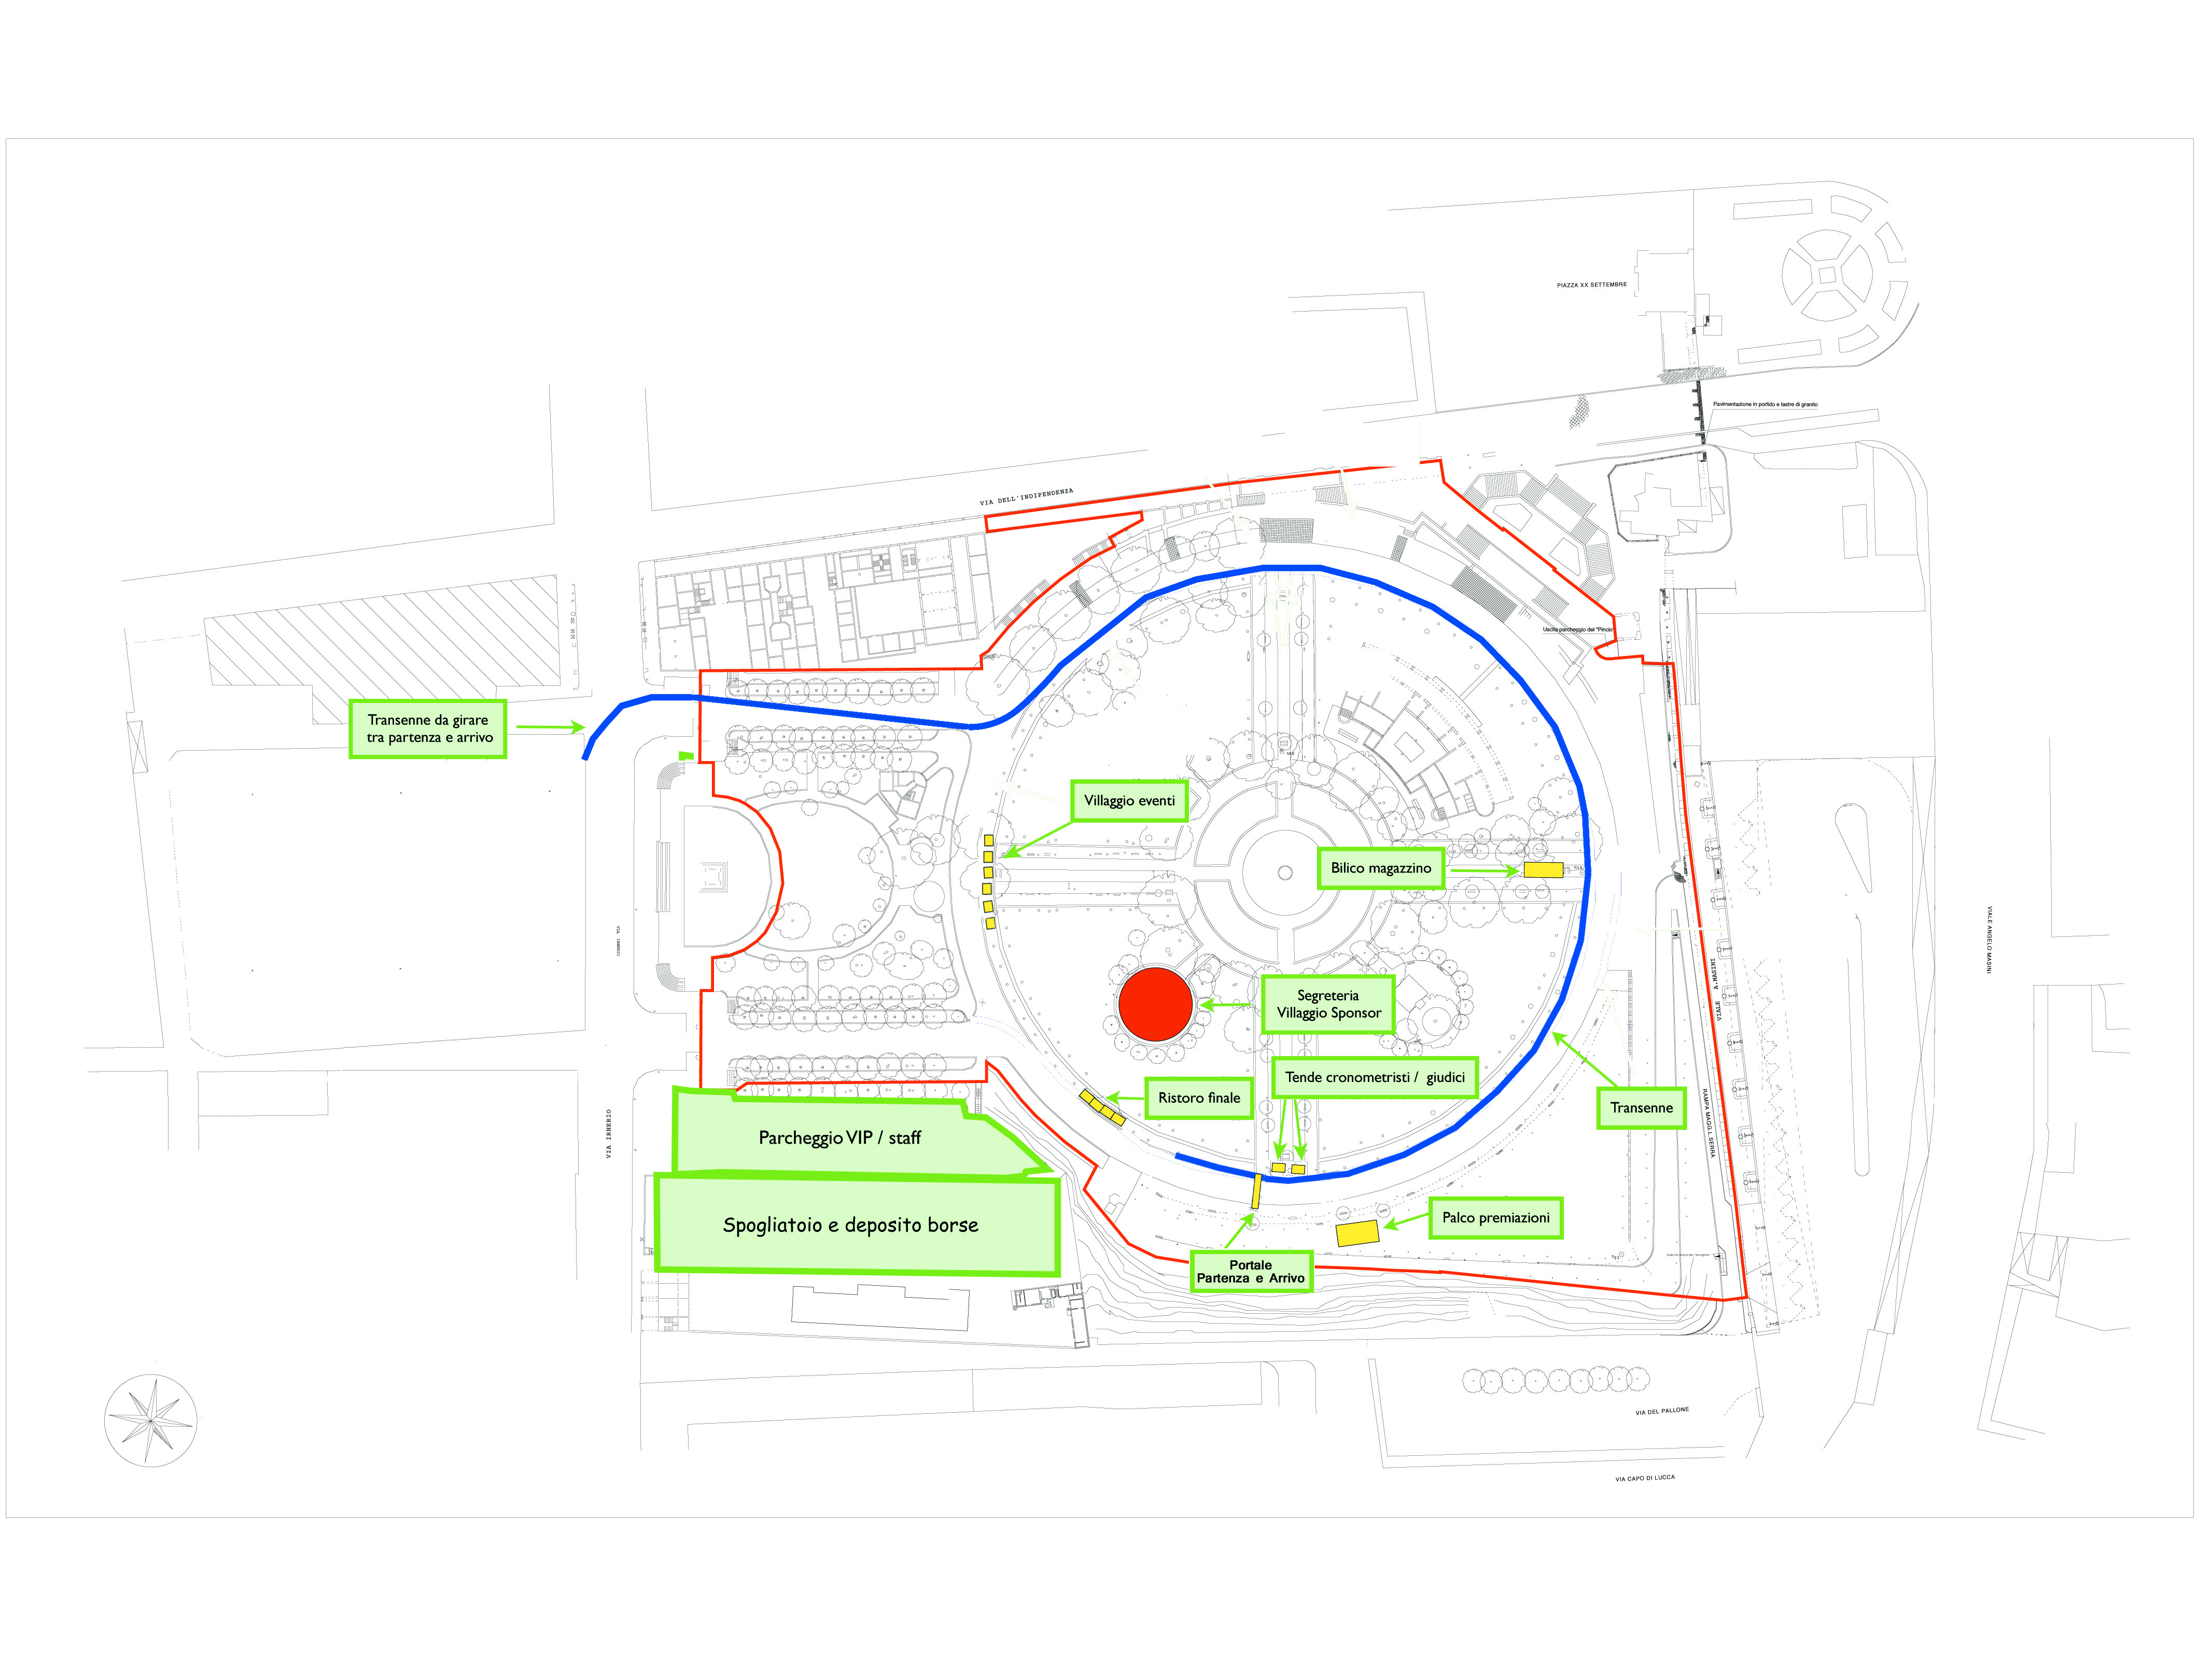 PIAZZA XX SETTEMBRE
Pavimentazione in porfido e lastre di granito
VIA DELL'INDIPENDENZA
Uscita parcheggio del "Pincio"
Transenne da girare
tra partenza e arrivo
Villaggio eventi
Bilico magazzino
VIA IRNERIO
VIALE A.MASINI
VIALE ANGELO MASINI
Segreteria
Villaggio Sponsor
Tende cronometristi / giudici
Ristoro finale
Transenne
VIA IRNERIO
Parcheggio VIP / staff
RAMPA MAGG.L.SERRA
Spogliatoio e deposito borse
Palco premiazioni
Portale
Partenza e Arrivo
VIA DEL PALLONE
VIA CAPO DI LUCCA